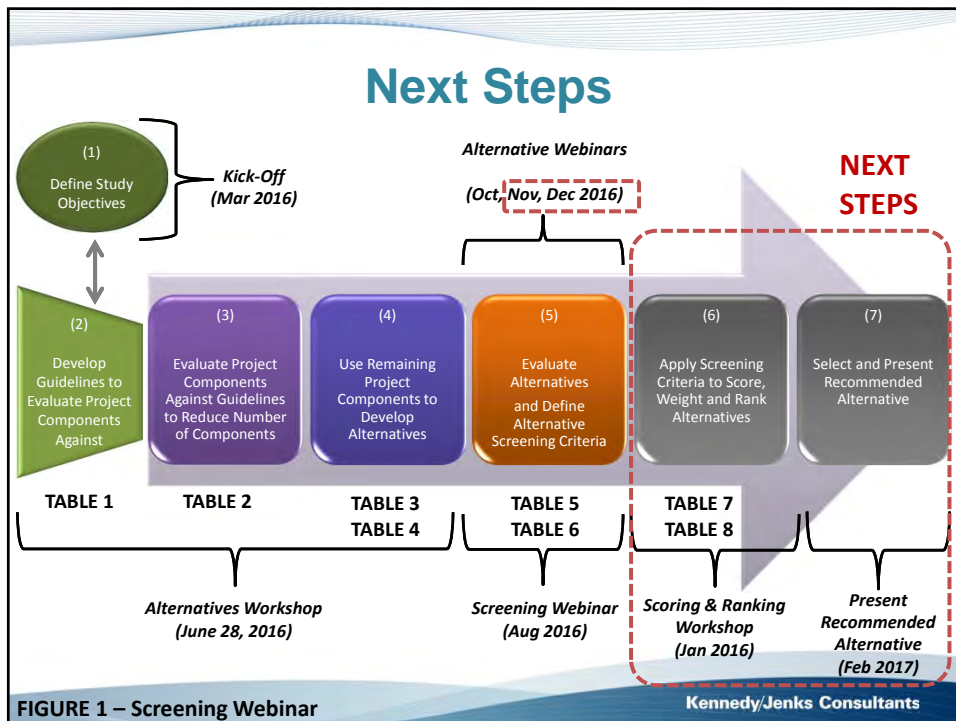 Next Steps
(1)
Define Study
Objectives
Kick-Off
(Mar 2016)
Alternative Webinars
(Oct, Nov, Dec 2016)
NEXT
STEPS
(2)
Develop
Guidelines to
Evaluate Project
Components
Against
(3)
Evaluate Project
Components
Against Guidelines
to Reduce Number
of Components
(4)
Use Remaining
Project
Components to
Develop
Alternatives
(5)
Evaluate
Alternatives
and Define
Alternative
Screening Criteria
(6)
Apply Screening
Criteria to Score,
Weight and Rank
Alternatives
(7)
Select and Present
Recommended
Alternative
TABLE 1
TABLE 2
TABLE 3
TABLE 4
TABLE 5
TABLE 6
TABLE 7
TABLE 8
Alternatives Workshop
(June 28, 2016)
Screening Webinar
(Aug 2016)
Scoring & Ranking
Workshop
(Jan 2016)
Present
Recommended
Alternative
(Feb 2017)
FIGURE 1 – Screening Webinar
Kennedy/Jenks Consultants